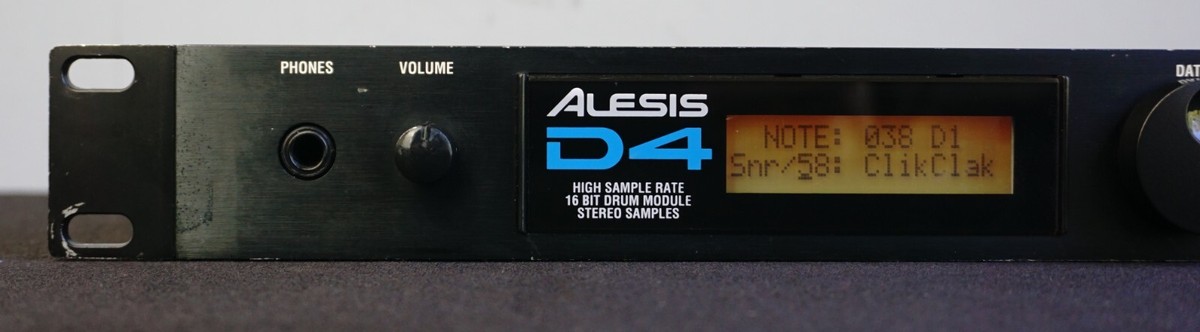 PHONES
VOLUME
ALESIS
D4
HIGH SAMPLE RATE
16 BIT DRUM MODULE
STEREO SAMPLES
NOTE: 038 D1
Snr/58: ClikClak